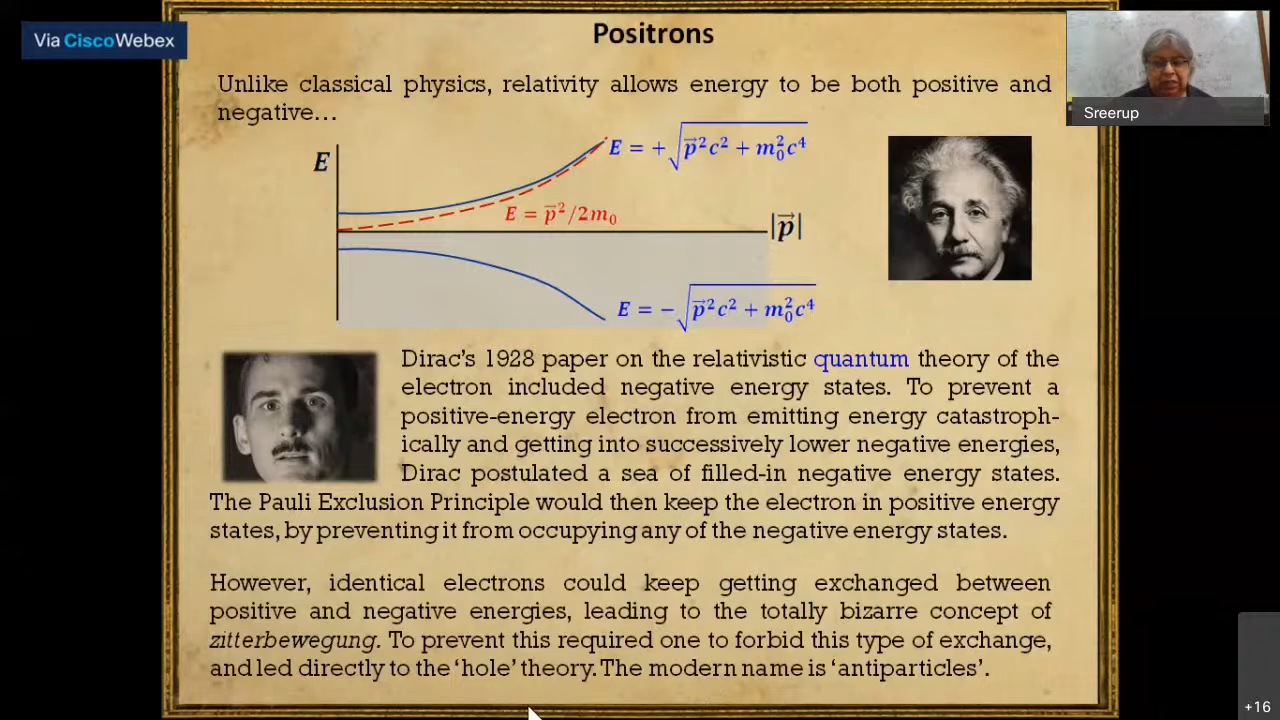 Via Cisco Webex
Positrons
Sreerup
Unlike classical physics, relativity allows energy to be both positive and
negative…
E
E = +√(p⃗²c² + m₀²c⁴)
E = p⃗²/2m₀
|p⃗|
E = −√(p⃗²c² + m₀²c⁴)
Dirac's 1928 paper on the relativistic quantum theory of the
electron included negative energy states. To prevent a
positive-energy electron from emitting energy catastroph-
ically and getting into successively lower negative energies,
Dirac postulated a sea of filled-in negative energy states.
The Pauli Exclusion Principle would then keep the electron in positive energy
states, by preventing it from occupying any of the negative energy states.
However, identical electrons could keep getting exchanged between
positive and negative energies, leading to the totally bizarre concept of
zitterbewegung. To prevent this required one to forbid this type of exchange,
and led directly to the 'hole' theory. The modern name is 'antiparticles'.
+16